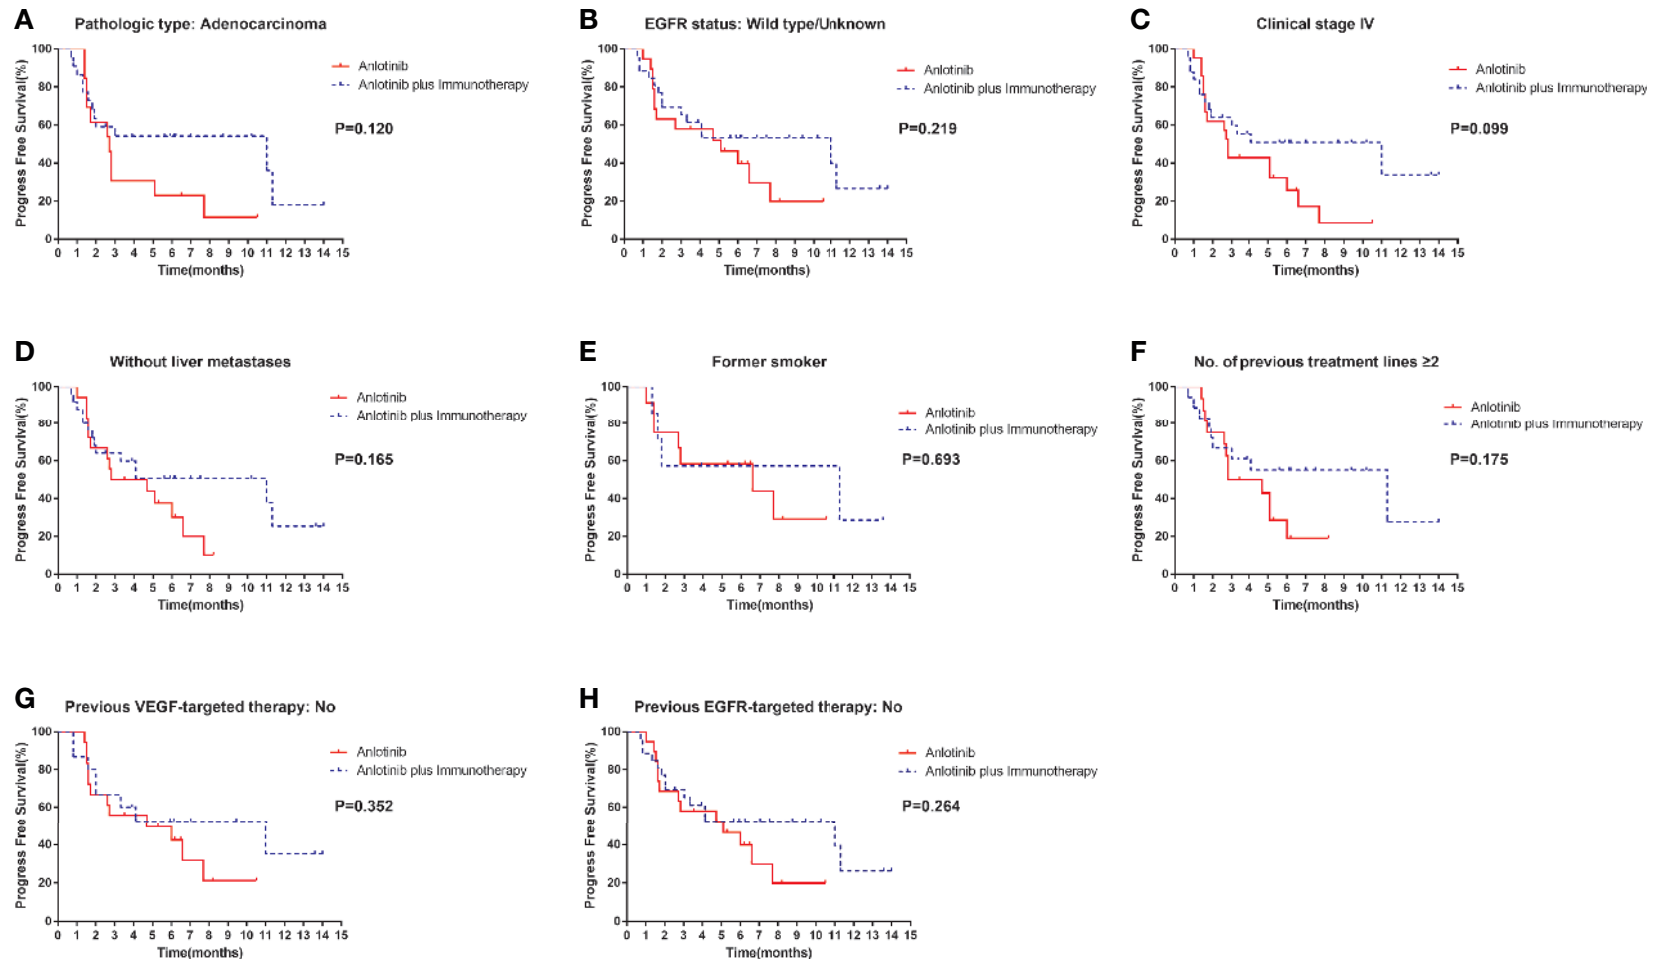 A
Pathologic type: Adenocarcinoma
100
80
60
40
20
0
Progress Free Survival(%)
0 1 2 3 4 5 6 7 8 9 10 11 12 13 14 15
Time(months)
Anlotinib
Anlotinib plus Immunotherapy
P=0.120
B
EGFR status: Wild type/Unknown
100
80
60
40
20
0
Progress Free Survival(%)
0 1 2 3 4 5 6 7 8 9 10 11 12 13 14 15
Time(months)
Anlotinib
Anlotinib plus Immunotherapy
P=0.219
C
Clinical stage IV
100
80
60
40
20
0
Progress Free Survival(%)
0 1 2 3 4 5 6 7 8 9 10 11 12 13 14 15
Time(months)
Anlotinib
Anlotinib plus Immunotherapy
P=0.099
D
Without liver metastases
100
80
60
40
20
0
Progress Free Survival(%)
0 1 2 3 4 5 6 7 8 9 10 11 12 13 14 15
Time(months)
Anlotinib
Anlotinib plus Immunotherapy
P=0.165
E
Former smoker
100
80
60
40
20
0
Progress Free Survival(%)
0 1 2 3 4 5 6 7 8 9 10 11 12 13 14 15
Time(months)
Anlotinib
Anlotinib plus Immunotherapy
P=0.693
F
No. of previous treatment lines ≥2
100
80
60
40
20
0
Progress Free Survival(%)
0 1 2 3 4 5 6 7 8 9 10 11 12 13 14 15
Time(months)
Anlotinib
Anlotinib plus Immunotherapy
P=0.175
G
Previous VEGF-targeted therapy: No
100
80
60
40
20
0
Progress Free Survival(%)
0 1 2 3 4 5 6 7 8 9 10 11 12 13 14 15
Time(months)
Anlotinib
Anlotinib plus Immunotherapy
P=0.352
H
Previous EGFR-targeted therapy: No
100
80
60
40
20
0
Progress Free Survival(%)
0 1 2 3 4 5 6 7 8 9 10 11 12 13 14 15
Time(months)
Anlotinib
Anlotinib plus Immunotherapy
P=0.264